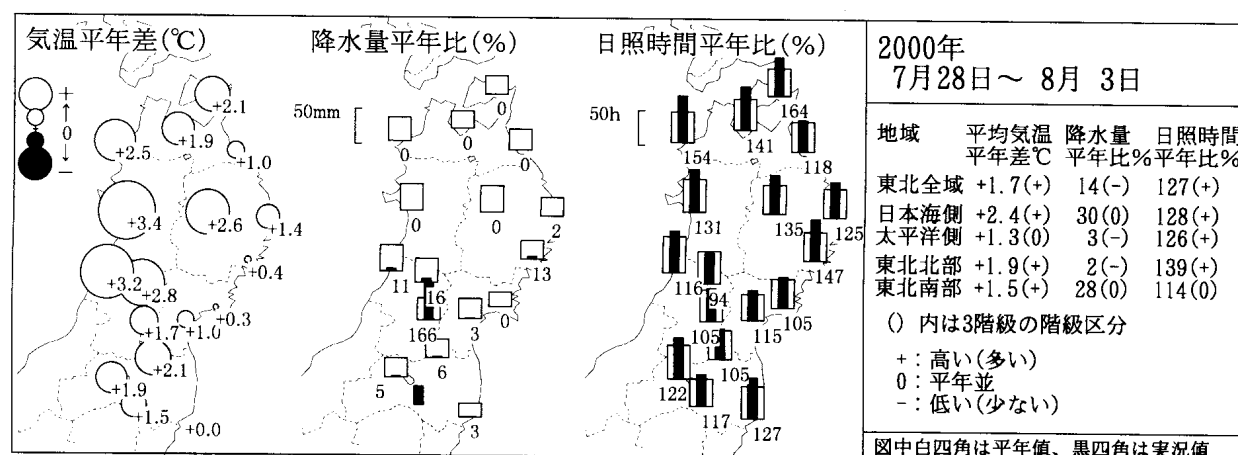 気温平年差(℃)
+
↑
0
↓
-
+2.1
+1.9
+2.5
+1.0
+3.4
+2.6
+1.4
+0.4
+3.2
+2.8
+0.3
+1.7
+1.0
+2.1
+1.9
+1.5
+0.0
降水量平年比(%)
50mm
0
0
0
0
0
0
2
13
11
16
0
166
3
6
5
3
日照時間平年比(%)
50h
164
141
154
118
131
135
125
147
116
94
105
105
115
105
122
117
127
2000年
7月28日～ 8月 3日
地域 平均気温 降水量 日照時間
平年差℃ 平年比% 平年比%
東北全域 +1.7(+) 14(-) 127(+)
日本海側 +2.4(+) 30(0) 128(+)
太平洋側 +1.3(0) 3(-) 126(+)
東北北部 +1.9(+) 2(-) 139(+)
東北南部 +1.5(+) 28(0) 114(0)
() 内は3階級の階級区分
+：高い(多い)
0：平年並
-：低い(少ない)
図中白四角は平年値、黒四角は実況値